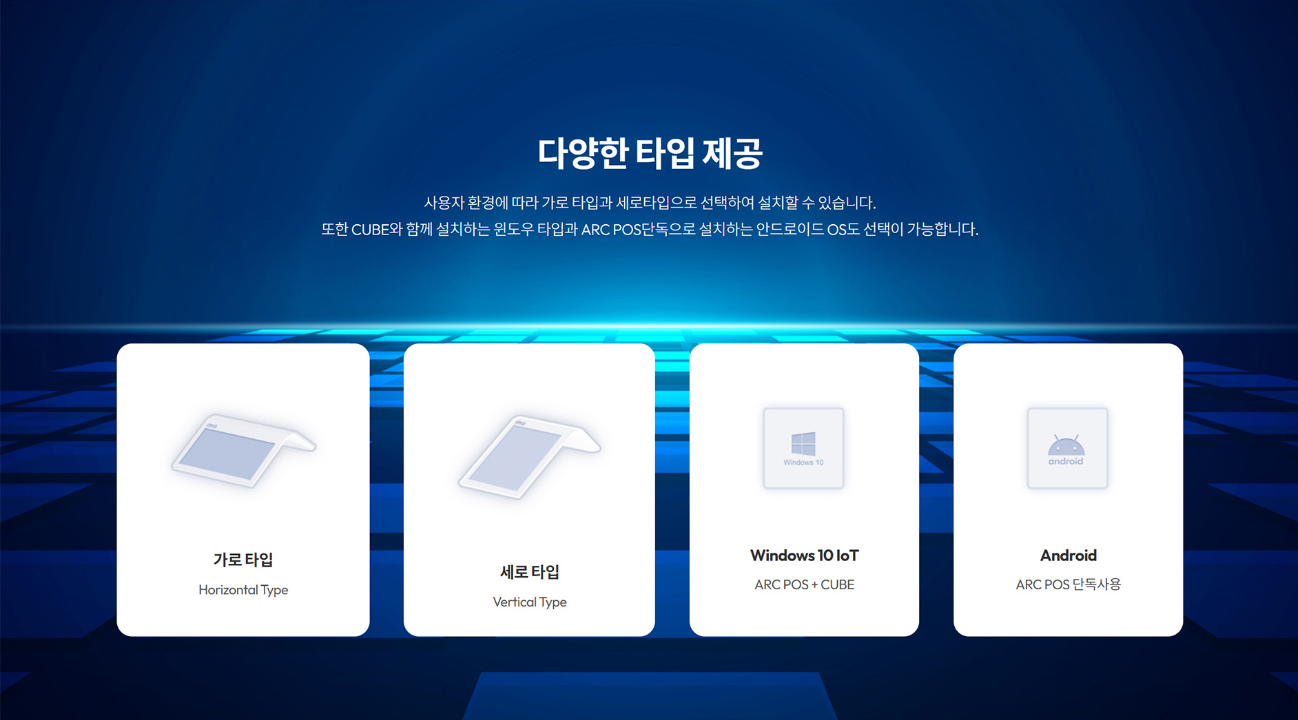 다양한 타입 제공
사용자 환경에 따라 가로 타입과 세로타입으로 선택하여 설치할 수 있습니다.
또한 CUBE와 함께 설치하는 윈도우 타입과 ARC POS단독으로 설치하는 안드로이드 OS도 선택이 가능합니다.
Windows 10
android
가로 타입
Horizontal Type
세로 타입
Vertical Type
Windows 10 IoT
ARC POS + CUBE
Android
ARC POS 단독사용